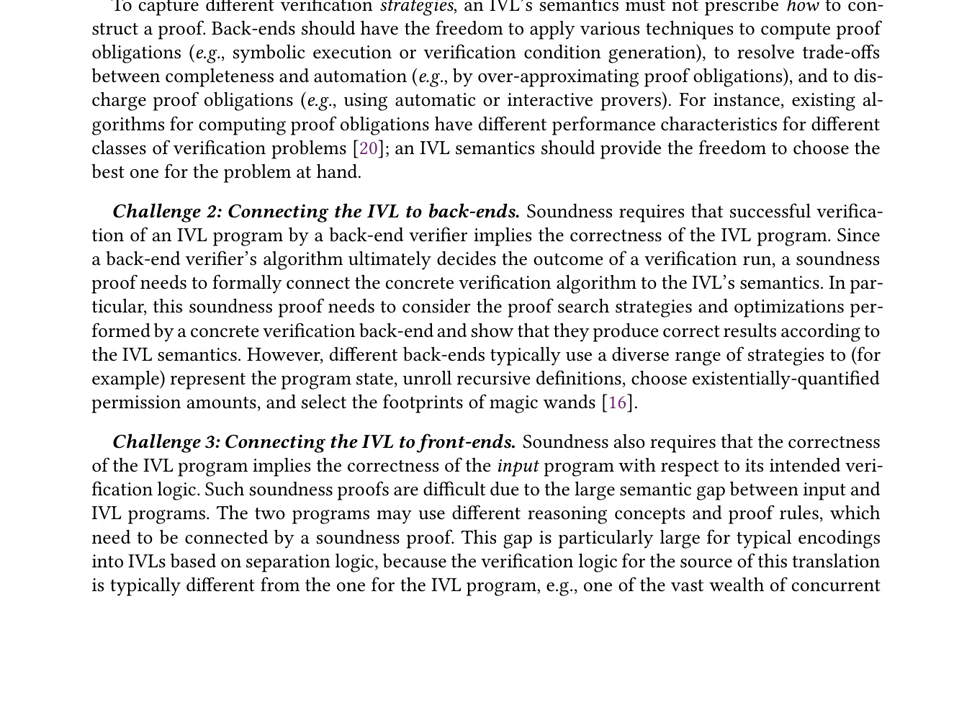 To capture different verification strategies, an IVL's semantics must not prescribe how to con-
struct a proof. Back-ends should have the freedom to apply various techniques to compute proof
obligations (e.g., symbolic execution or verification condition generation), to resolve trade-offs
between completeness and automation (e.g., by over-approximating proof obligations), and to dis-
charge proof obligations (e.g., using automatic or interactive provers). For instance, existing al-
gorithms for computing proof obligations have different performance characteristics for different
classes of verification problems [20]; an IVL semantics should provide the freedom to choose the
best one for the problem at hand.
Challenge 2: Connecting the IVL to back-ends. Soundness requires that successful verifica-
tion of an IVL program by a back-end verifier implies the correctness of the IVL program. Since
a back-end verifier's algorithm ultimately decides the outcome of a verification run, a soundness
proof needs to formally connect the concrete verification algorithm to the IVL's semantics. In par-
ticular, this soundness proof needs to consider the proof search strategies and optimizations per-
formed by a concrete verification back-end and show that they produce correct results according to
the IVL semantics. However, different back-ends typically use a diverse range of strategies to (for
example) represent the program state, unroll recursive definitions, choose existentially-quantified
permission amounts, and select the footprints of magic wands [16].
Challenge 3: Connecting the IVL to front-ends. Soundness also requires that the correctness
of the IVL program implies the correctness of the input program with respect to its intended veri-
fication logic. Such soundness proofs are difficult due to the large semantic gap between input and
IVL programs. The two programs may use different reasoning concepts and proof rules, which
need to be connected by a soundness proof. This gap is particularly large for typical encodings
into IVLs based on separation logic, because the verification logic for the source of this translation
is typically different from the one for the IVL program, e.g., one of the vast wealth of concurrent